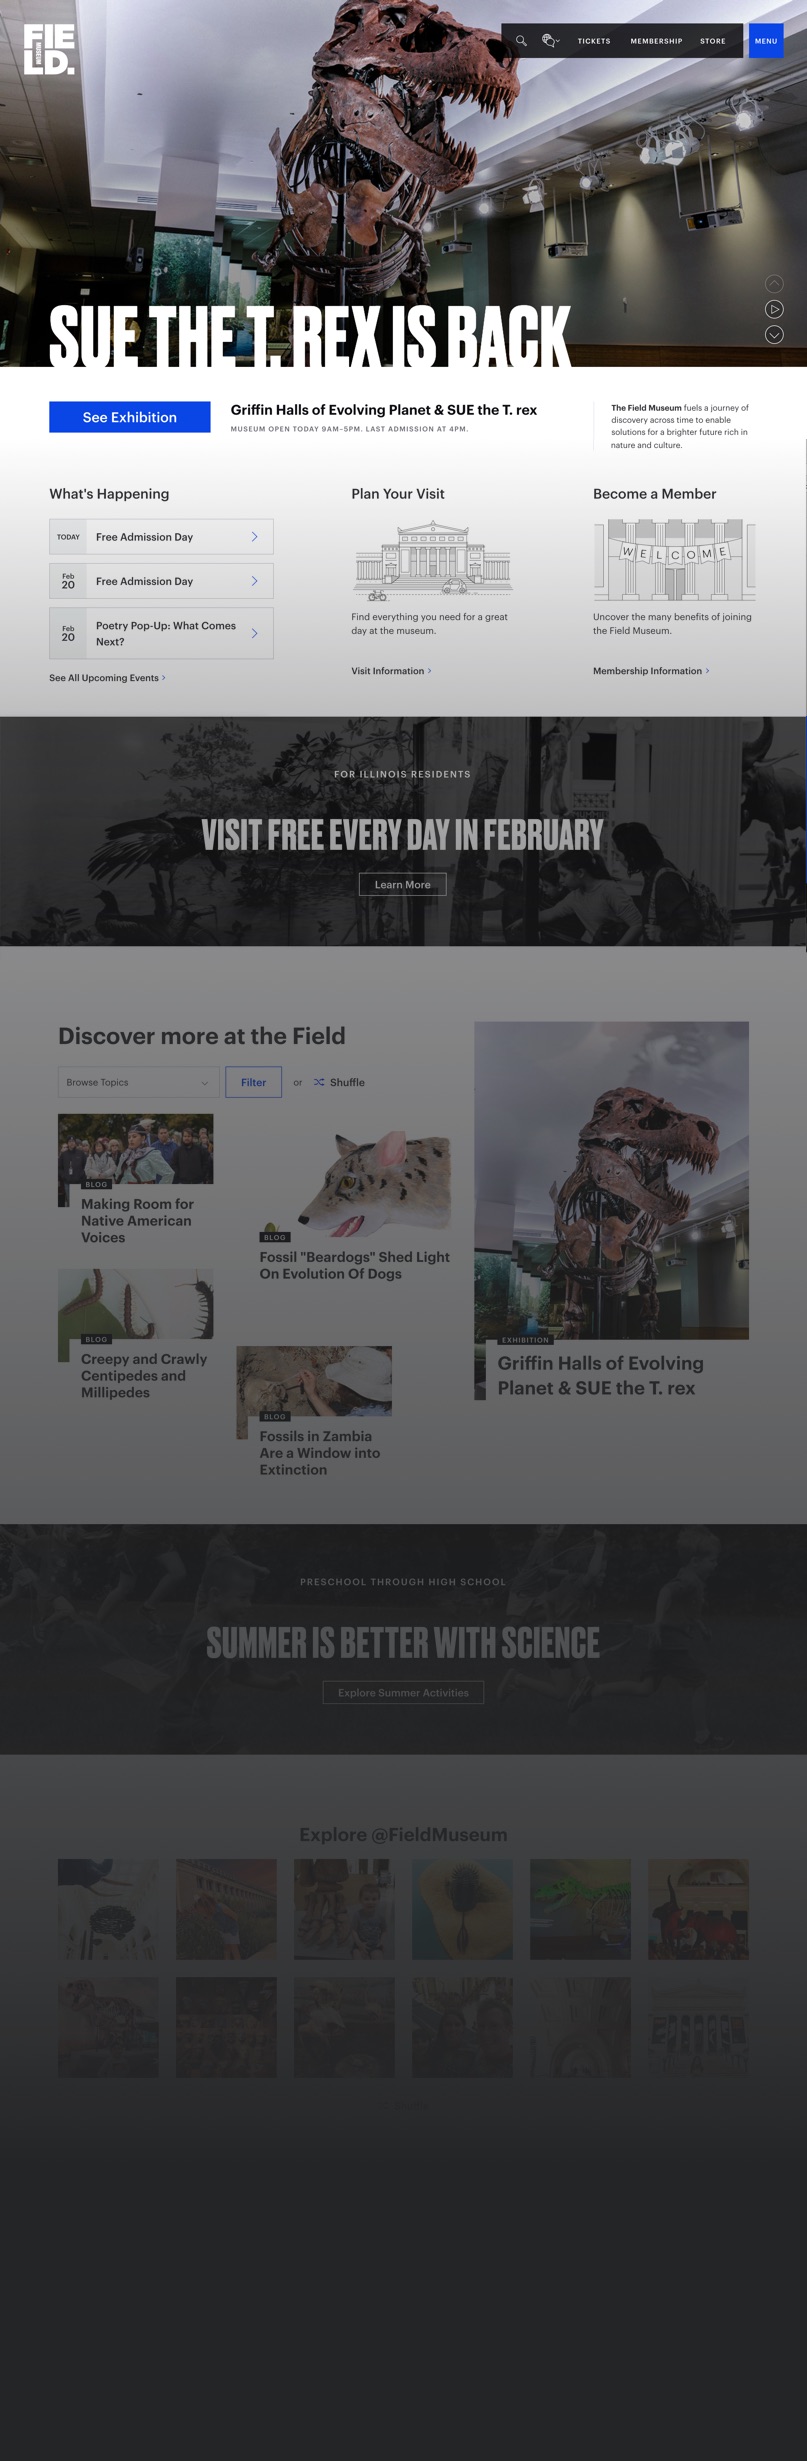 FIE
LD.
MUSEUM
TICKETS
MEMBERSHIP
STORE
MENU
SUE THE T. REX IS BACK
See Exhibition
Griffin Halls of Evolving Planet & SUE the T. rex
MUSEUM OPEN TODAY 9AM–5PM. LAST ADMISSION AT 4PM.
The Field Museum fuels a journey of
discovery across time to enable
solutions for a brighter future rich in
nature and culture.
What's Happening
TODAY
Free Admission Day
Feb
20
Free Admission Day
Feb
20
Poetry Pop-Up: What Comes
Next?
See All Upcoming Events
Plan Your Visit
Find everything you need for a great
day at the museum.
Visit Information
Become a Member
WELCOME
Uncover the many benefits of joining
the Field Museum.
Membership Information
FOR ILLINOIS RESIDENTS
VISIT FREE EVERY DAY IN FEBRUARY
Learn More
Discover more at the Field
Browse Topics
Filter
or
Shuffle
BLOG
Making Room for
Native American
Voices
BLOG
Fossil "Beardogs" Shed Light
On Evolution Of Dogs
BLOG
Creepy and Crawly
Centipedes and
Millipedes
BLOG
Fossils in Zambia
Are a Window into
Extinction
EXHIBITION
Griffin Halls of Evolving
Planet & SUE the T. rex
PRESCHOOL THROUGH HIGH SCHOOL
SUMMER IS BETTER WITH SCIENCE
Explore Summer Activities
Explore @FieldMuseum